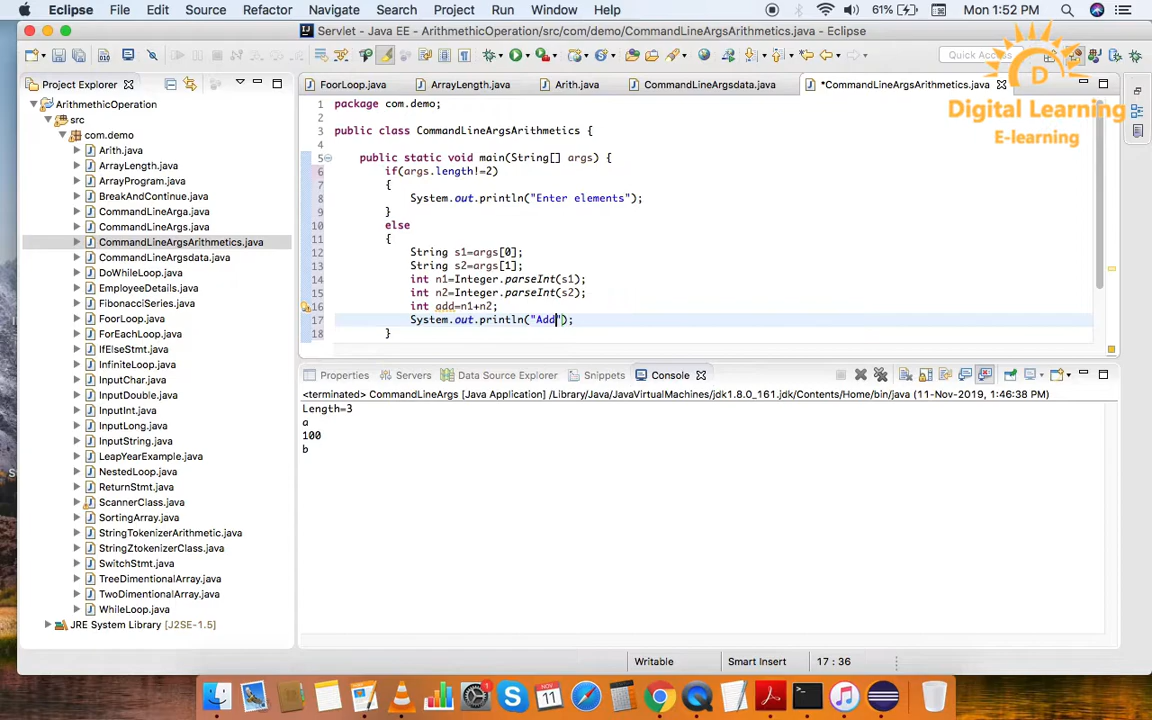 Eclipse File Edit Source Refactor Navigate Search Project Run Window Help 61% Mon 1:52 PM
Servlet - Java EE - ArithmethicOperation/src/com/demo/CommandLineArgsArithmetics.java - Eclipse
Quick Access
Digital Learning
E-learning
Project Explorer
ArithmethicOperation
src
com.demo
Arith.java
ArrayLength.java
ArrayProgram.java
BreakAndContinue.java
CommandLineArga.java
CommandLineArgs.java
CommandLineArgsArithmetics.java
CommandLineArgsdata.java
DoWhileLoop.java
EmployeeDetails.java
FibonacciSeries.java
FoorLoop.java
ForEachLoop.java
IfElseStmt.java
InfiniteLoop.java
InputChar.java
InputDouble.java
InputInt.java
InputLong.java
InputString.java
LeapYearExample.java
NestedLoop.java
ReturnStmt.java
ScannerClass.java
SortingArray.java
StringTokenizerArithmetic.java
StringZtokenizerClass.java
SwitchStmt.java
TreeDimentionalArray.java
TwoDimentionalArray.java
WhileLoop.java
JRE System Library [J2SE-1.5]
FoorLoop.java ArrayLength.java Arith.java CommandLineArgsdata.java *CommandLineArgsArithmetics.java
1 package com.demo;
2
3 public class CommandLineArgsArithmetics {
4
5 public static void main(String[] args) {
6 if(args.length!=2)
7 {
8 System.out.println("Enter elements");
9 }
10 else
11 {
12 String s1=args[0];
13 String s2=args[1];
14 int n1=Integer.parseInt(s1);
15 int n2=Integer.parseInt(s2);
16 int add=n1+n2;
17 System.out.println("Add");
18 }
Properties Servers Data Source Explorer Snippets Console
<terminated> CommandLineArgs [Java Application] /Library/Java/JavaVirtualMachines/jdk1.8.0_161.jdk/Contents/Home/bin/java (11-Nov-2019, 1:46:38 PM)
Length=3
a
100
b
Writable Smart Insert 17 : 36